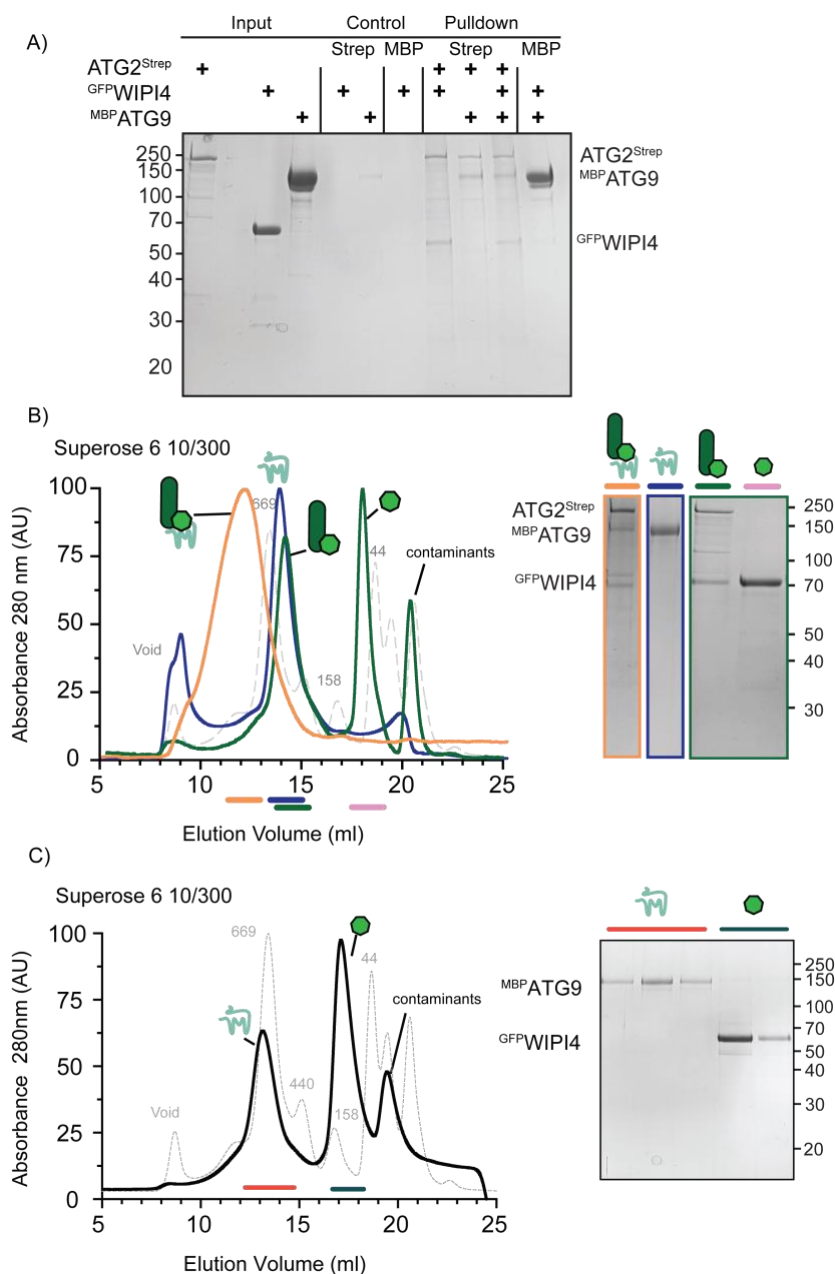 A)
Input Control Pulldown
Strep MBP Strep MBP
ATG2Strep + + + +
GFPWIPI4 + + + + + +
MBPATG9 + + + + +
250
150
100
70
50
40
30
20
ATG2Strep
MBPATG9
GFPWIPI4
B)
Superose 6 10/300
Absorbance 280 nm (AU)
100
75
50
25
0
5 10 15 20 25
Elution Volume (ml)
Void
669
158
44
contaminants
ATG2Strep
MBPATG9
GFPWIPI4
250
150
100
70
50
40
30
C)
Superose 6 10/300
Absorbance 280nm (AU)
100
75
50
25
0
5 10 15 20 25
Elution Volume (ml)
Void
669
440
158
44
contaminants
MBPATG9
GFPWIPI4
250
150
100
70
50
40
30
20